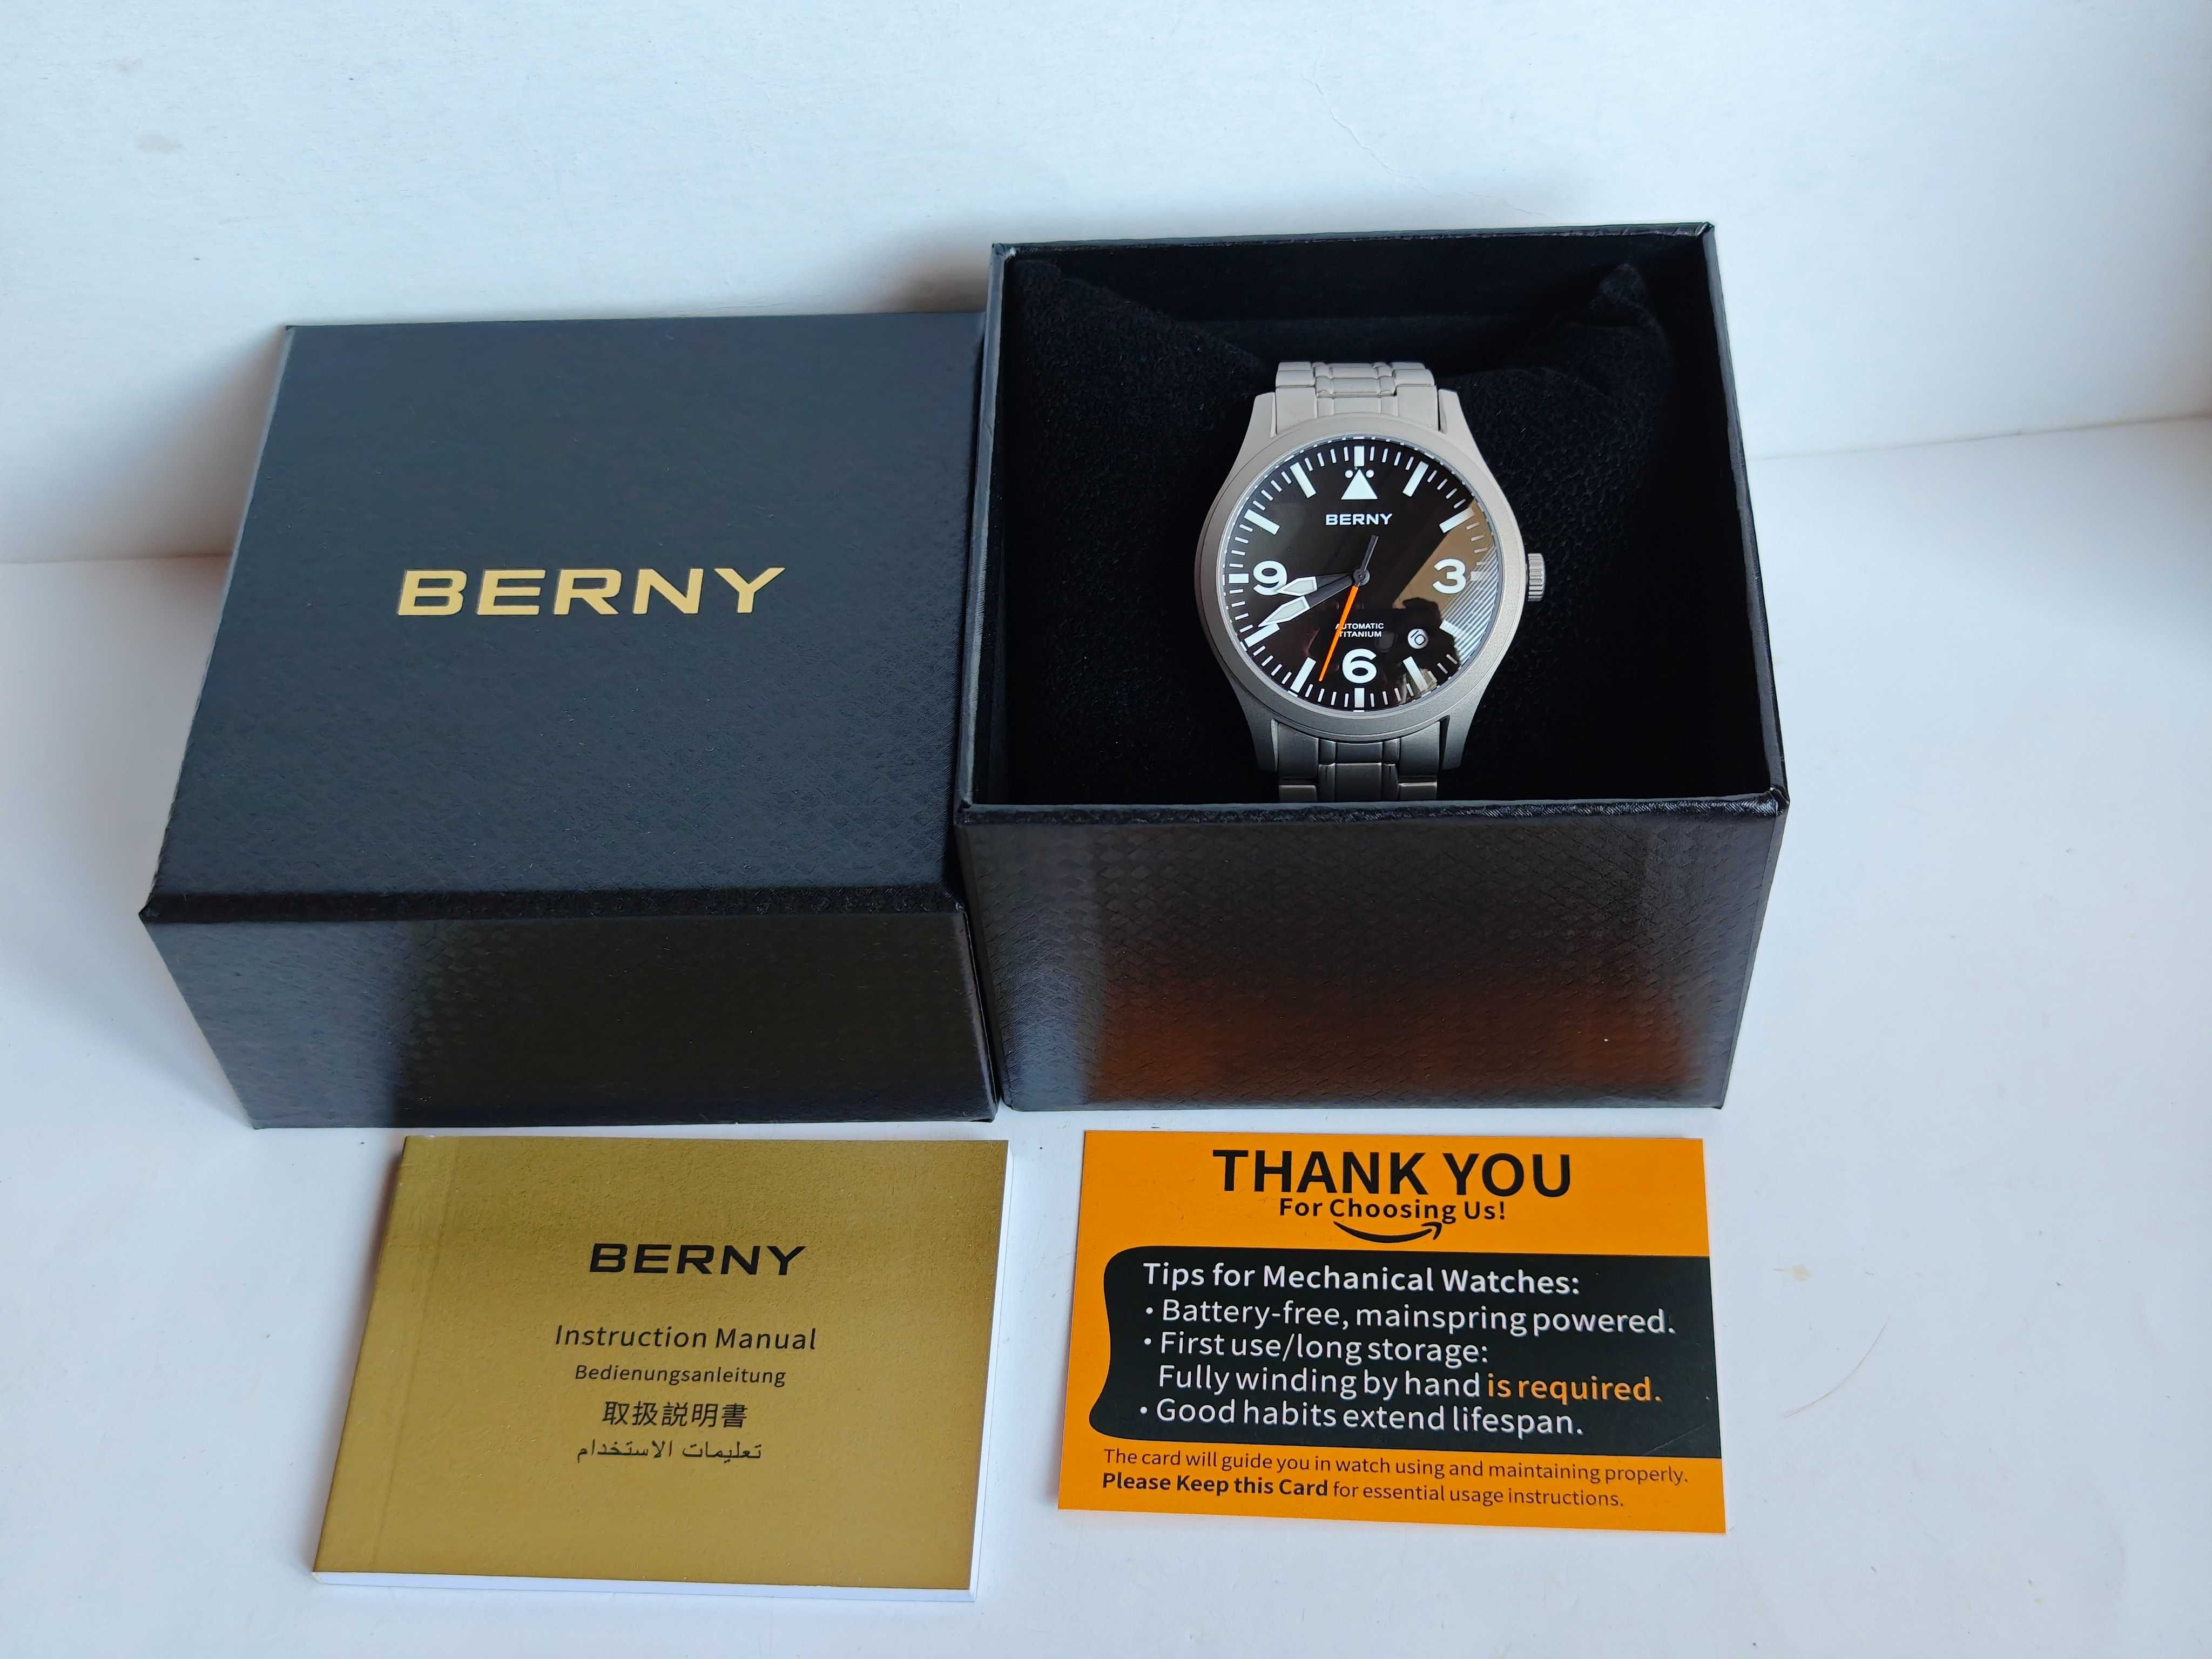 BERNY
BERNY
9
3
AUTOMATIC
TITANIUM
6
BERNY
Instruction Manual
Bedienungsanleitung
取扱説明書
تعليمات الاستخدام
THANK YOU
For Choosing Us!
Tips for Mechanical Watches:
• Battery-free, mainspring powered.
• First use/long storage:
Fully winding by hand is required.
• Good habits extend lifespan.
The card will guide you in watch using and maintaining properly.
Please Keep this Card for essential usage instructions.